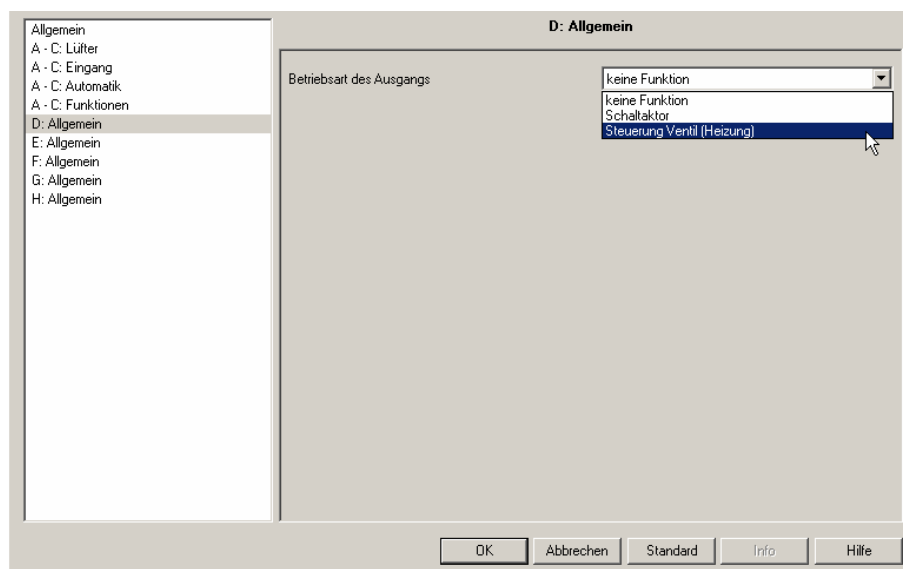 Allgemein
A - C: Lüfter
A - C: Eingang
A - C: Automatik
A - C: Funktionen
D: Allgemein
E: Allgemein
F: Allgemein
G: Allgemein
H: Allgemein
D: Allgemein
Betriebsart des Ausgangs
keine Funktion
keine Funktion
Schaltaktor
Steuerung Ventil (Heizung)
OK
Abbrechen
Standard
Info
Hilfe